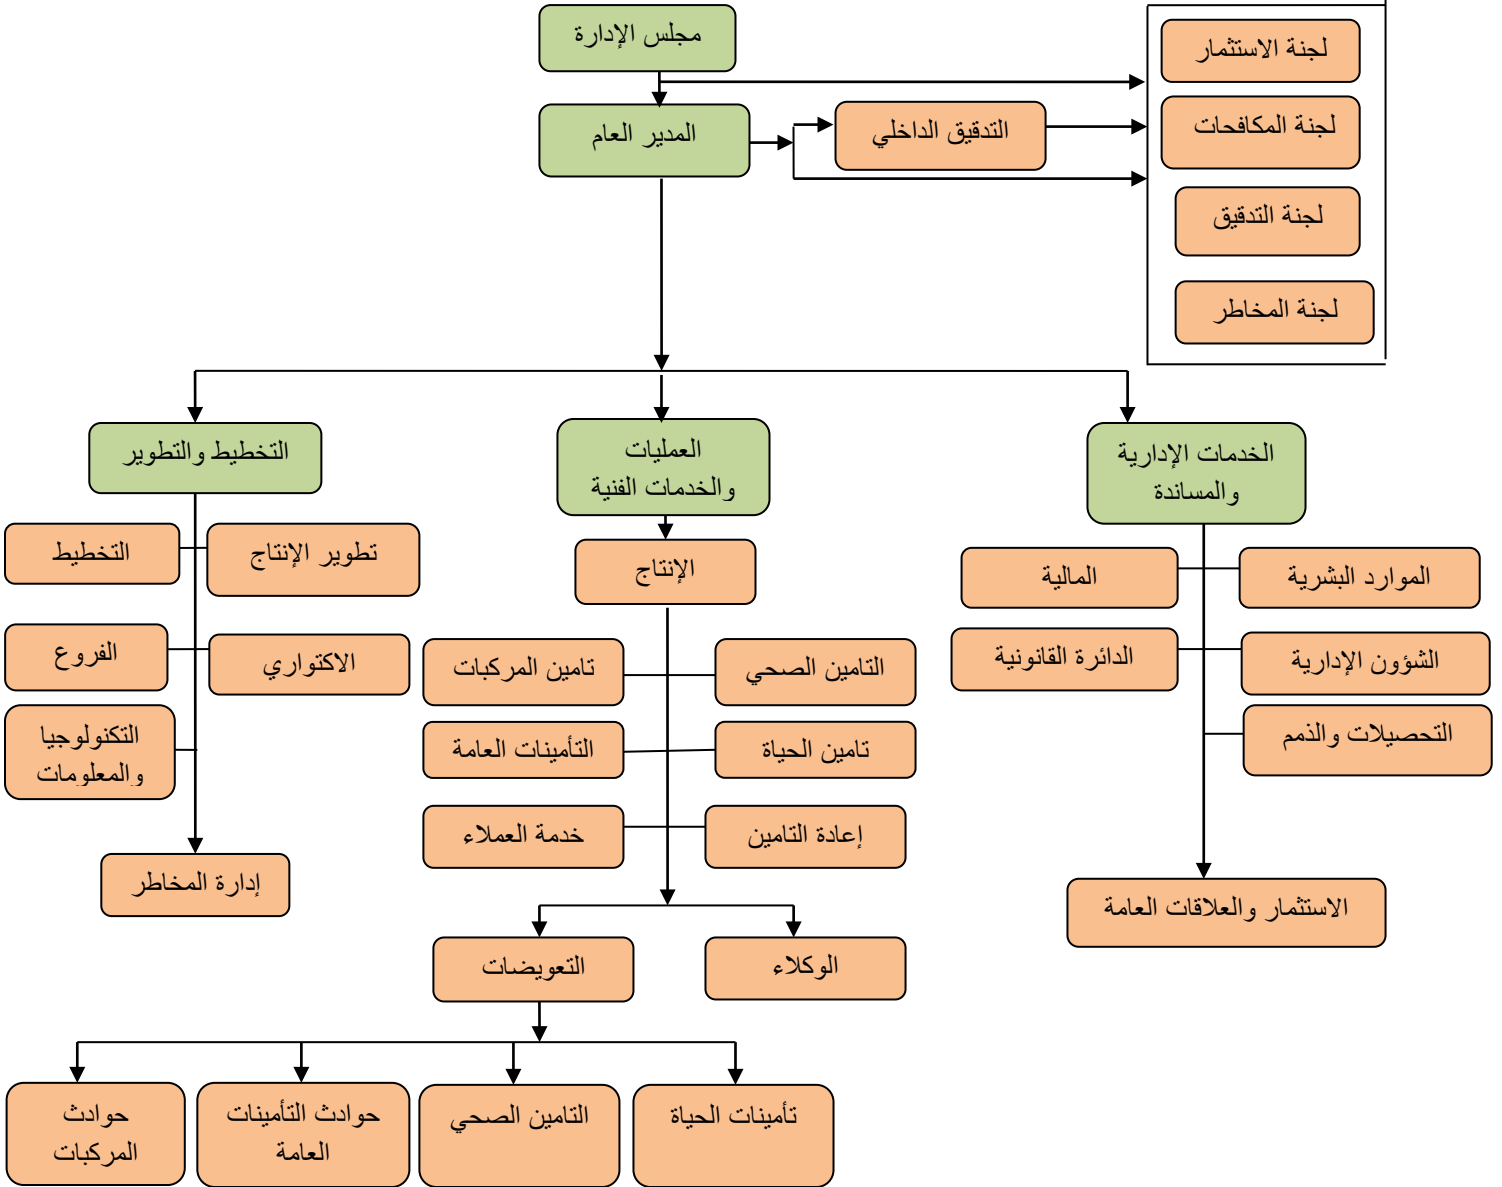 مجلس الإدارة
لجنة الاستثمار
المدير العام
التدقيق الداخلي
لجنة المكافحات
لجنة التدقيق
لجنة المخاطر
الخدمات الإدارية
والمساندة
العمليات
والخدمات الفنية
التخطيط والتطوير
الموارد البشرية
المالية
الشؤون الإدارية
الدائرة القانونية
التحصيلات والذمم
الاستثمار والعلاقات العامة
الإنتاج
التامين الصحي
تامين المركبات
تامين الحياة
التأمينات العامة
إعادة التامين
خدمة العملاء
الوكلاء
التعويضات
تأمينات الحياة
التامين الصحي
حوادث التأمينات
العامة
حوادث
المركبات
تطوير الإنتاج
التخطيط
الاكتواري
الفروع
التكنولوجيا
والمعلومات
إدارة المخاطر